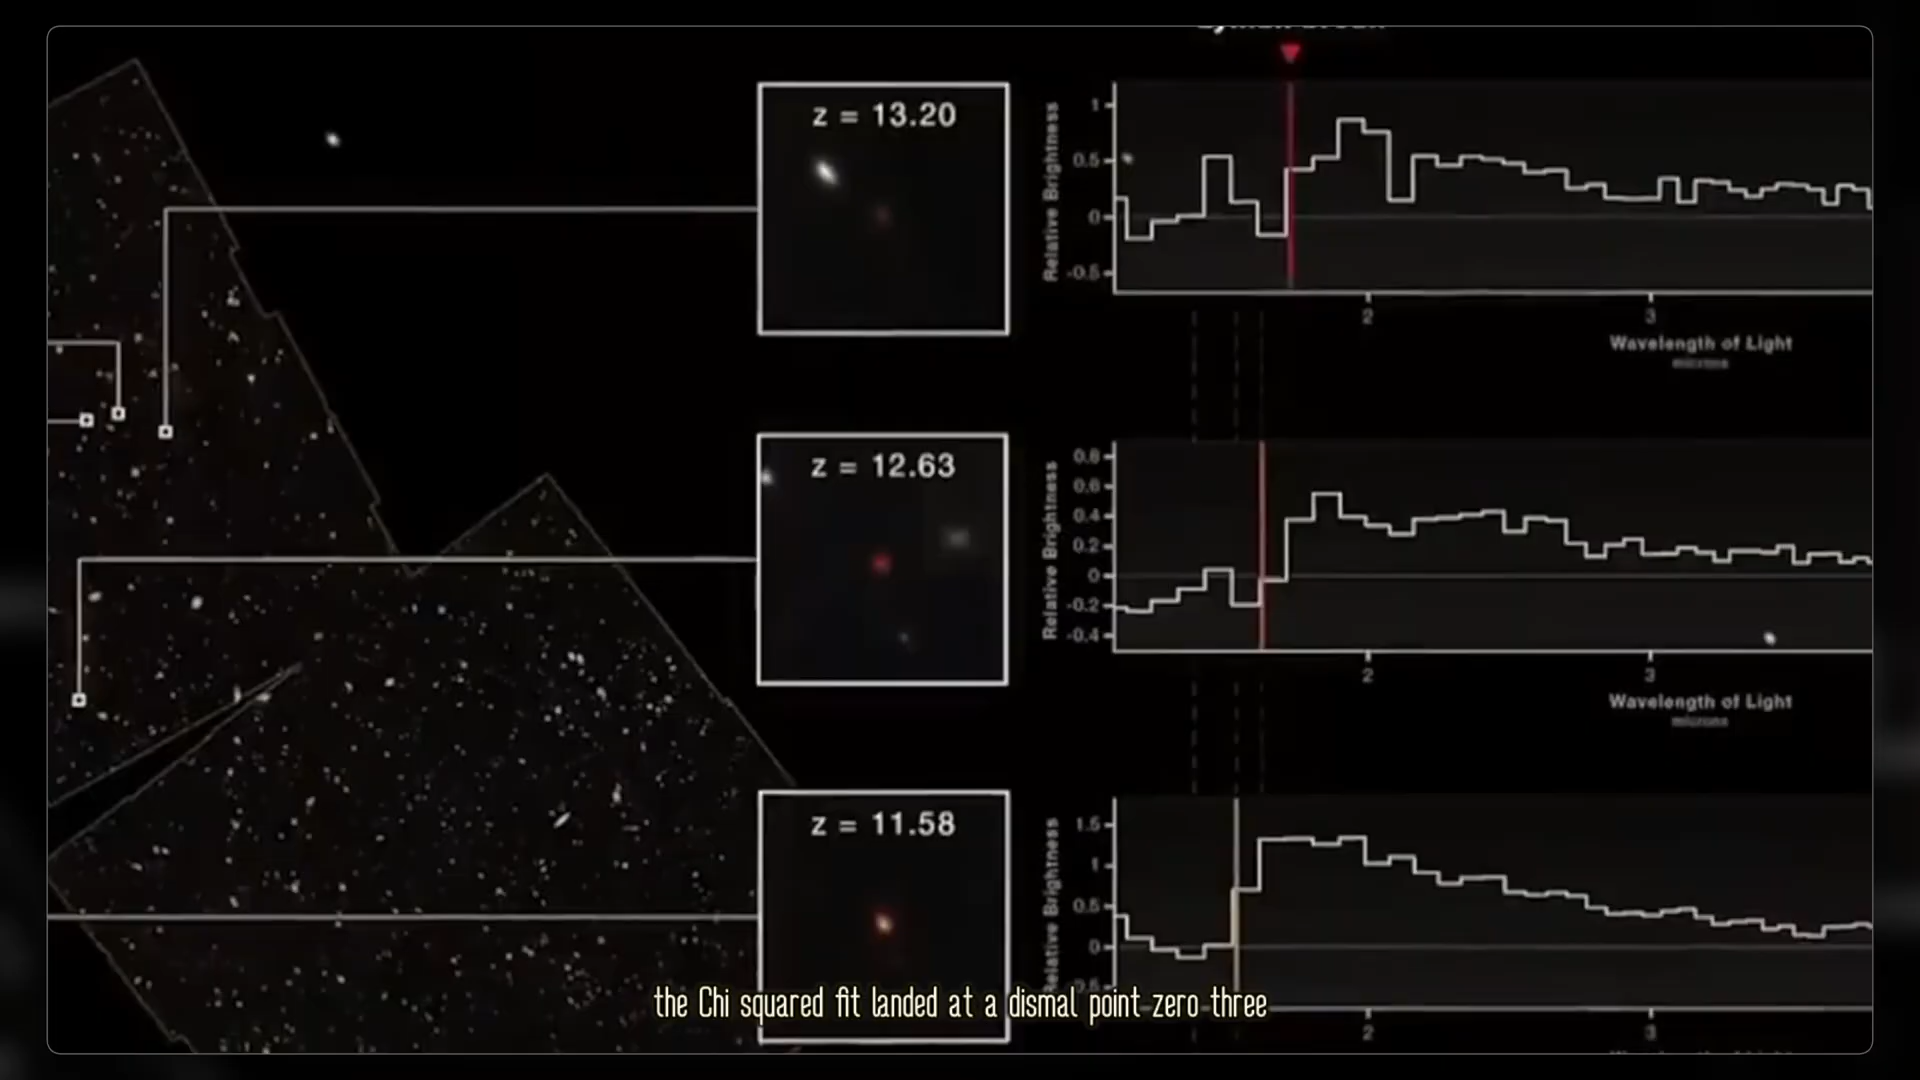 z = 13.20
Relative Brightness
1
0.5
0
-0.5
2
3
Wavelength of Light
microns
z = 12.63
Relative Brightness
0.8
0.6
0.4
0.2
0
-0.2
-0.4
2
3
Wavelength of Light
microns
z = 11.58
Relative Brightness
1.5
1
0.5
0
2
3
the Chi squared fit landed at a dismal point zero three